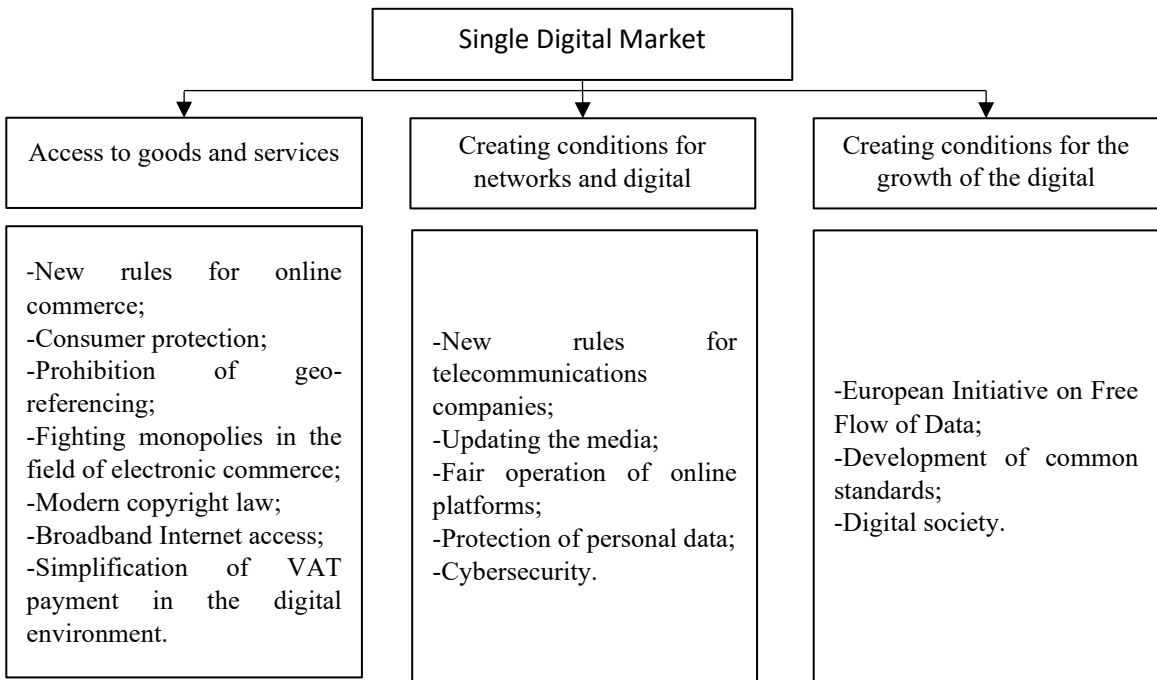 Single Digital Market
Access to goods and services
Creating conditions for
networks and digital
Creating conditions for the
growth of the digital
-New rules for online
commerce;
-Consumer protection;
-Prohibition of geo-
referencing;
-Fighting monopolies in the
field of electronic commerce;
-Modern copyright law;
-Broadband Internet access;
-Simplification of VAT
payment in the digital
environment.
-New rules for
telecommunications
companies;
-Updating the media;
-Fair operation of online
platforms;
-Protection of personal data;
-Cybersecurity.
-European Initiative on Free
Flow of Data;
-Development of common
standards;
-Digital society.